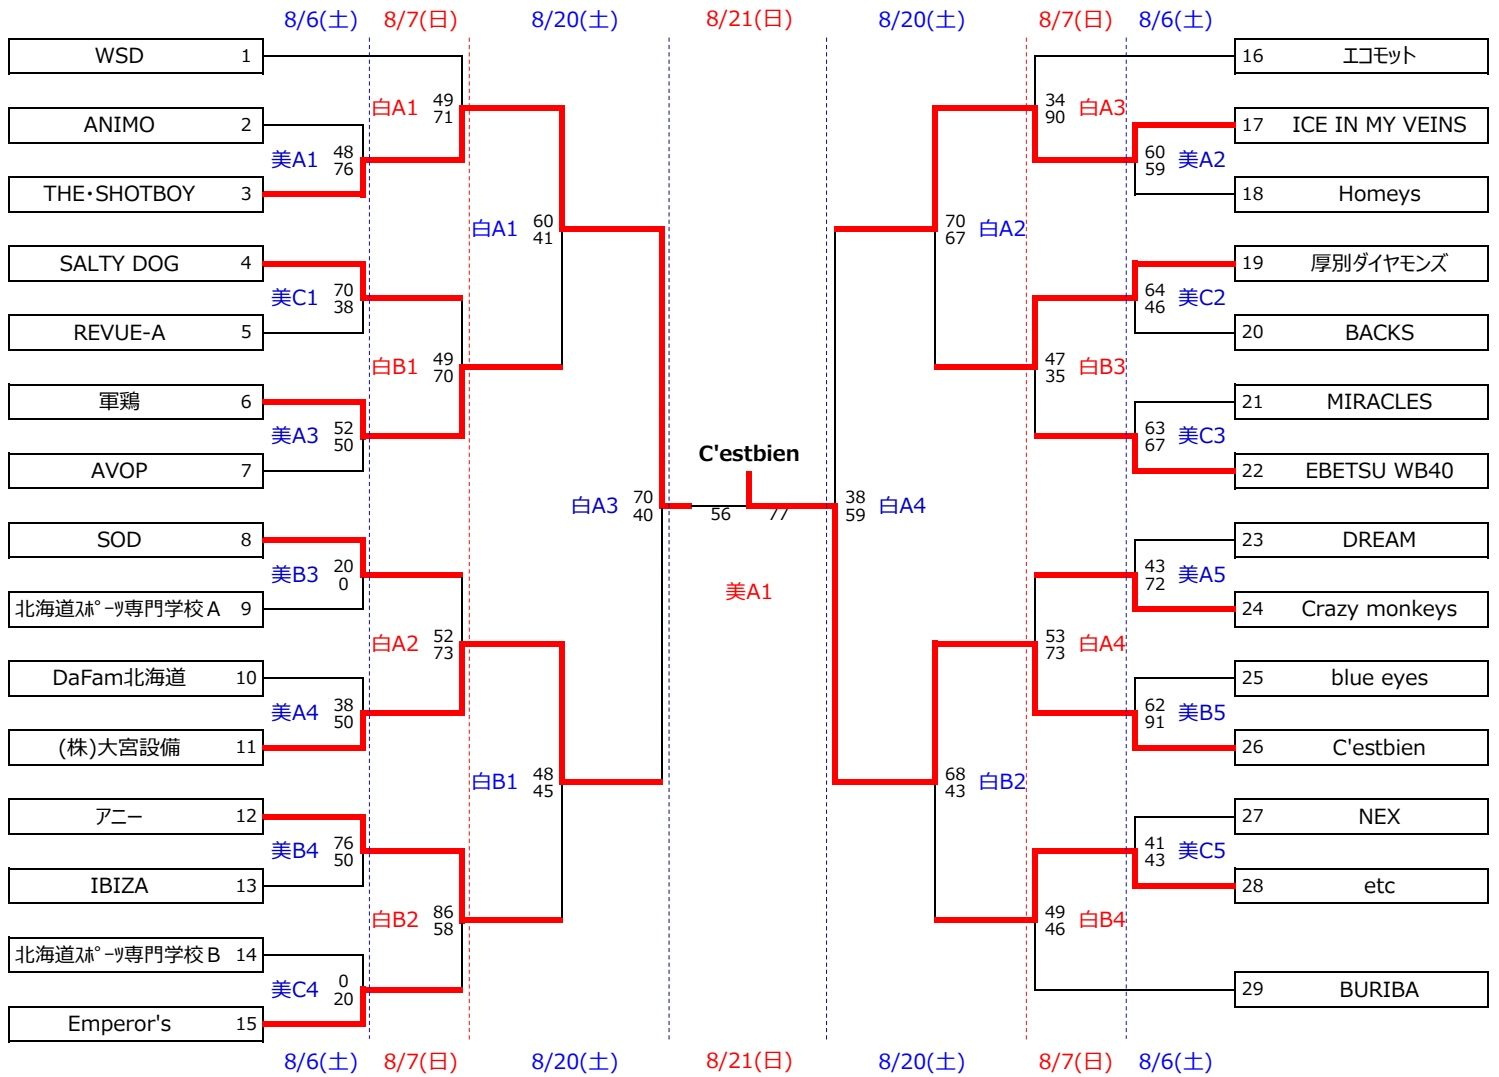 8/6(土) 8/7(日) 8/20(土) 8/21(日) 8/20(土) 8/7(日) 8/6(土)
WSD 1
16 エコモット
白A1 49
71
34 白A3
90
ANIMO 2
17 ICE IN MY VEINS
美A1 48
76
60 美A2
59
THE・SHOTBOY 3
18 Homeys
白A1 60
41
70 白A2
67
SALTY DOG 4
19 厚別ダイヤモンズ
美C1 70
38
64 美C2
46
REVUE-A 5
20 BACKS
白B1 49
70
47 白B3
35
軍鶏 6
21 MIRACLES
美A3 52
50
63 美C3
67
C'estbien
AVOP 7
22 EBETSU WB40
白A3 70
40
56 77
38 白A4
59
SOD 8
23 DREAM
美B3 20
0
43 美A5
72
美A1
北海道ｽﾎﾟｰﾂ専門学校A 9
24 Crazy monkeys
白A2 52
73
53 白A4
73
DaFam北海道 10
25 blue eyes
美A4 38
50
62 美B5
91
(株)大宮設備 11
26 C'estbien
白B1 48
45
68 白B2
43
アニー 12
27 NEX
美B4 76
50
41 美C5
43
IBIZA 13
28 etc
白B2 86
58
49 白B4
46
北海道ｽﾎﾟｰﾂ専門学校B 14
美C4 0
20
29 BURIBA
Emperor's 15
8/6(土) 8/7(日) 8/20(土) 8/21(日) 8/20(土) 8/7(日) 8/6(土)